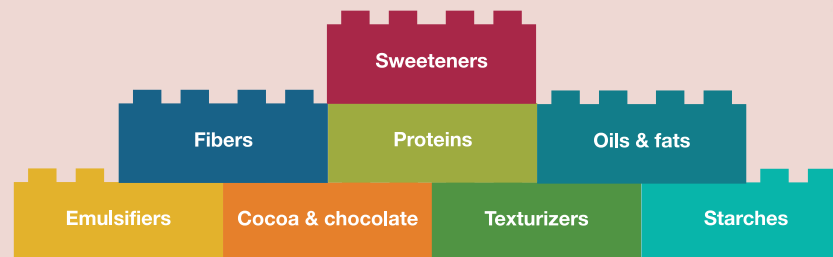 Sweeteners
Fibers
Proteins
Oils & fats
Emulsifiers
Cocoa & chocolate
Texturizers
Starches